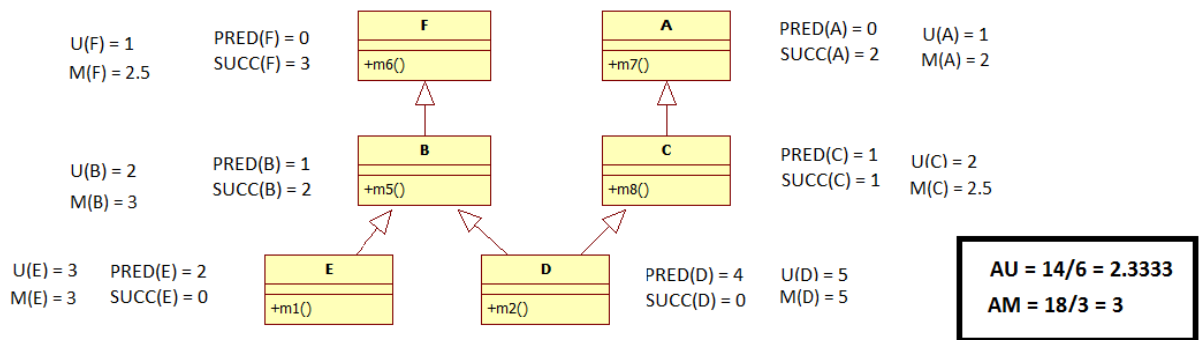 F
+m6()
U(F) = 1
M(F) = 2.5
PRED(F) = 0
SUCC(F) = 3
A
+m7()
PRED(A) = 0
SUCC(A) = 2
U(A) = 1
M(A) = 2
U(B) = 2
M(B) = 3
PRED(B) = 1
SUCC(B) = 2
B
+m5()
C
+m8()
PRED(C) = 1
SUCC(C) = 1
U(C) = 2
M(C) = 2.5
U(E) = 3
M(E) = 3
PRED(E) = 2
SUCC(E) = 0
E
+m1()
D
+m2()
PRED(D) = 4
SUCC(D) = 0
U(D) = 5
M(D) = 5
AU = 14/6 = 2.3333
AM = 18/3 = 3